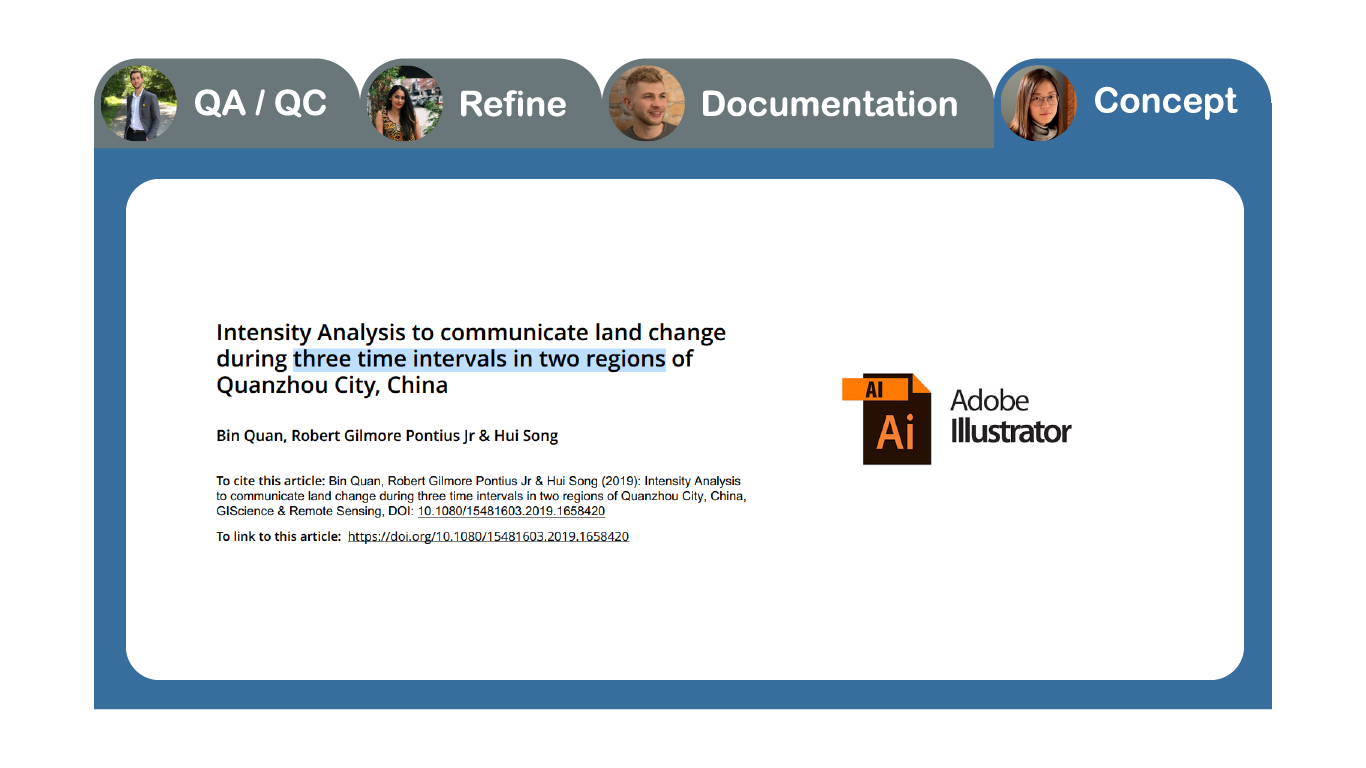 QA / QC
Refine
Documentation
Concept
Intensity Analysis to communicate land change
during three time intervals in two regions of
Quanzhou City, China
Bin Quan, Robert Gilmore Pontius Jr & Hui Song
To cite this article: Bin Quan, Robert Gilmore Pontius Jr & Hui Song (2019): Intensity Analysis
to communicate land change during three time intervals in two regions of Quanzhou City, China,
GIScience & Remote Sensing, DOI: 10.1080/15481603.2019.1658420
To link to this article: https://doi.org/10.1080/15481603.2019.1658420
AI
Ai
Adobe
Illustrator